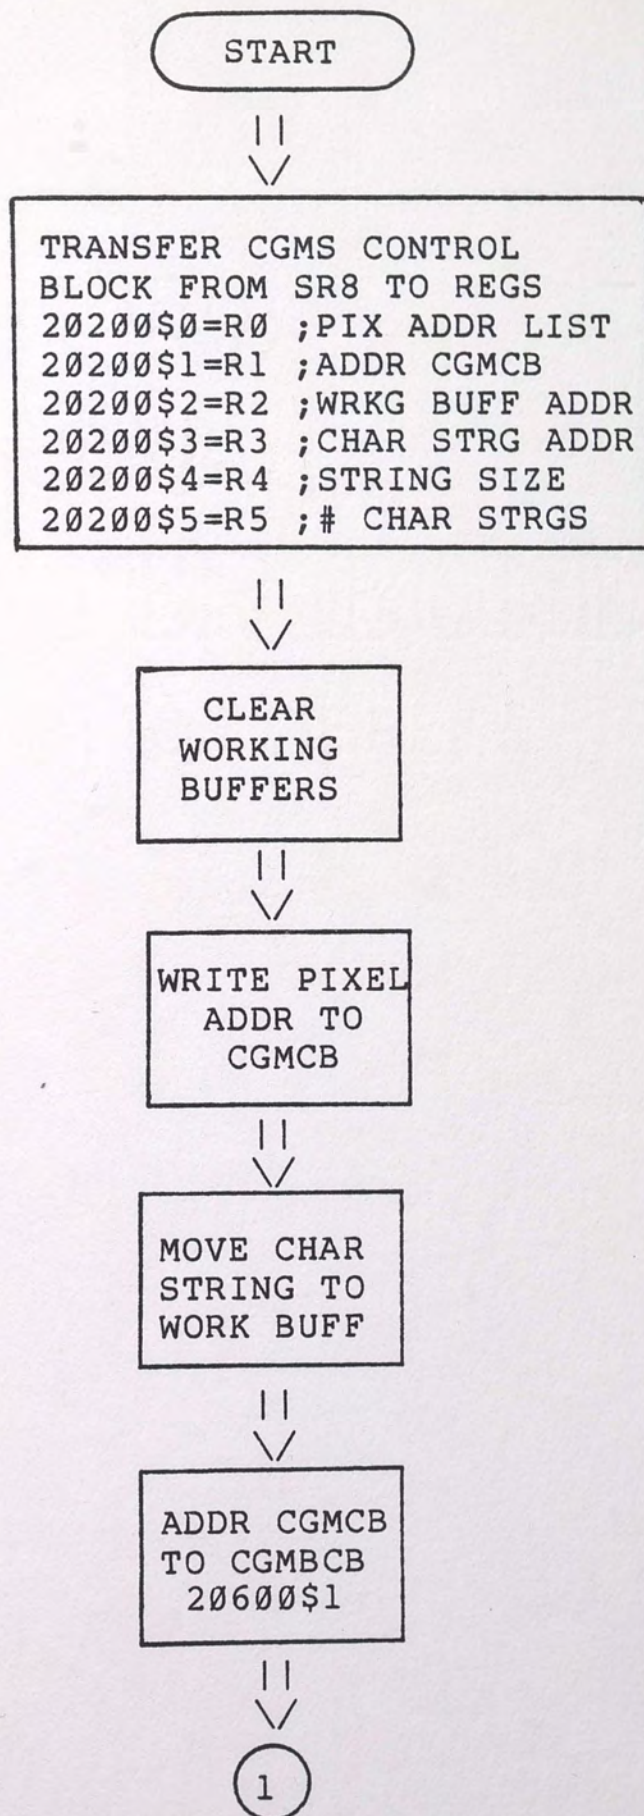 START
TRANSFER CGMS CONTROL
BLOCK FROM SR8 TO REGS
20200$0=R0 ;PIX ADDR LIST
20200$1=R1 ;ADDR CGMCB
20200$2=R2 ;WRKG BUFF ADDR
20200$3=R3 ;CHAR STRG ADDR
20200$4=R4 ;STRING SIZE
20200$5=R5 ;# CHAR STRGS
CLEAR
WORKING
BUFFERS
WRITE PIXEL
ADDR TO
CGMCB
MOVE CHAR
STRING TO
WORK BUFF
ADDR CGMCB
TO CGMBCB
20600$1
1